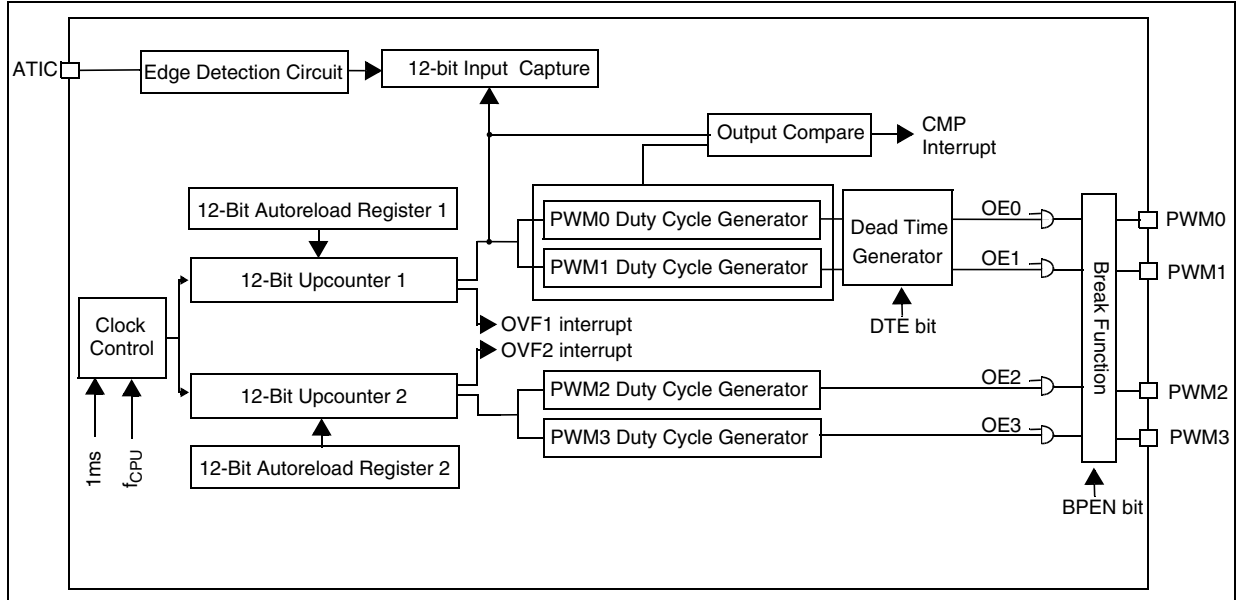 ATIC
Edge Detection Circuit
12-bit Input Capture
Output Compare
CMP
Interrupt
12-Bit Autoreload Register 1
PWM0 Duty Cycle Generator
PWM1 Duty Cycle Generator
Dead Time
Generator
OE0
OE1
PWM0
PWM1
12-Bit Upcounter 1
Break Function
DTE bit
OVF1 interrupt
OVF2 interrupt
Clock
Control
12-Bit Upcounter 2
PWM2 Duty Cycle Generator
PWM3 Duty Cycle Generator
OE2
OE3
PWM2
PWM3
12-Bit Autoreload Register 2
1ms
fCPU
BPEN bit